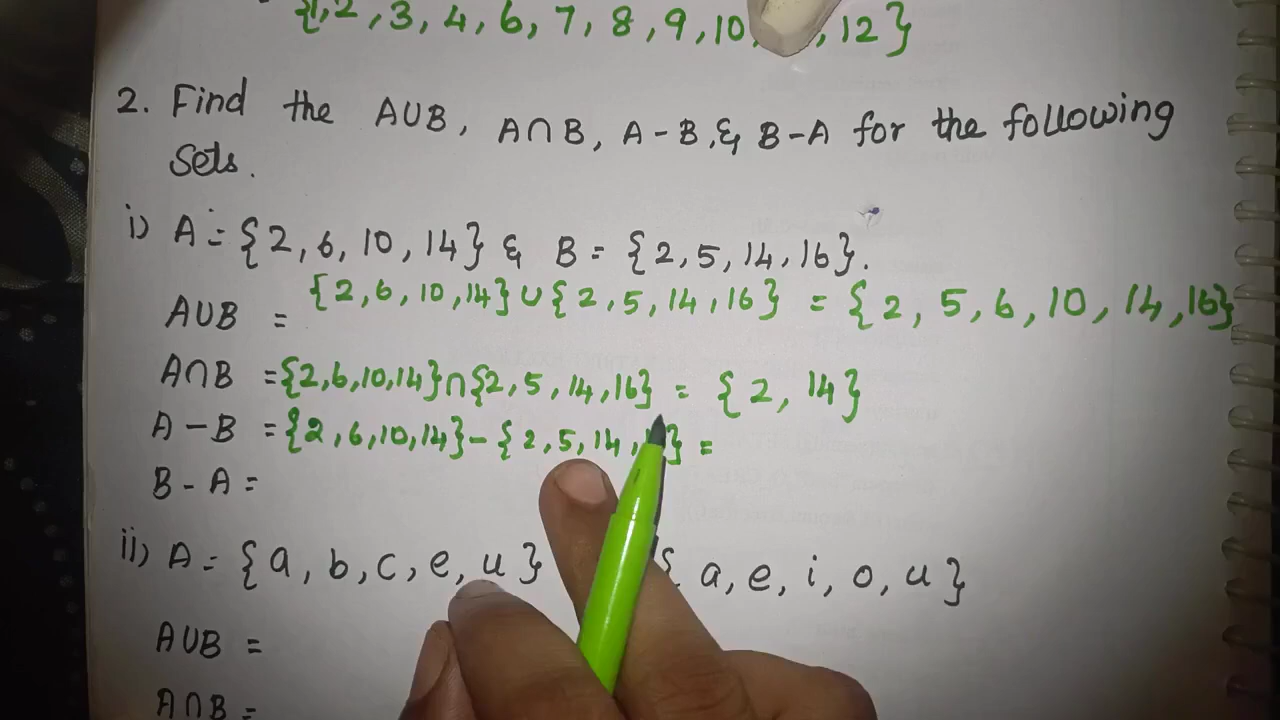 {1, 2, 3, 4, 6, 7, 8, 9, 10, , 12}
2. Find the A∪B, A∩B, A-B, & B-A for the following
Sets.
i) A = {2, 6, 10, 14} & B = {2, 5, 14, 16}.
A∪B = {2, 6, 10, 14} ∪ {2, 5, 14, 16} = {2, 5, 6, 10, 14, 16}
A∩B = {2, 6, 10, 14} ∩ {2, 5, 14, 16} = {2, 14}
A-B = {2, 6, 10, 14} - {2, 5, 14, } =
B-A =
ii) A = {a, b, c, e, u} { a, e, i, o, u }
A∪B =
A∩B =